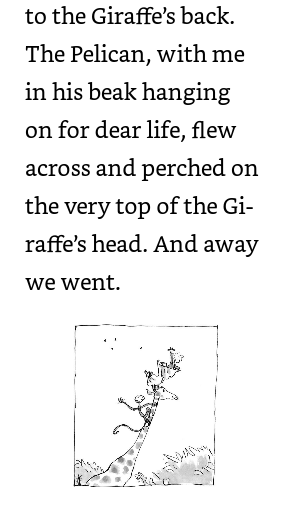 to the Giraffe’s back.
The Pelican, with me
in his beak hanging
on for dear life, flew
across and perched on
the very top of the Gi-
raffe’s head. And away
we went.